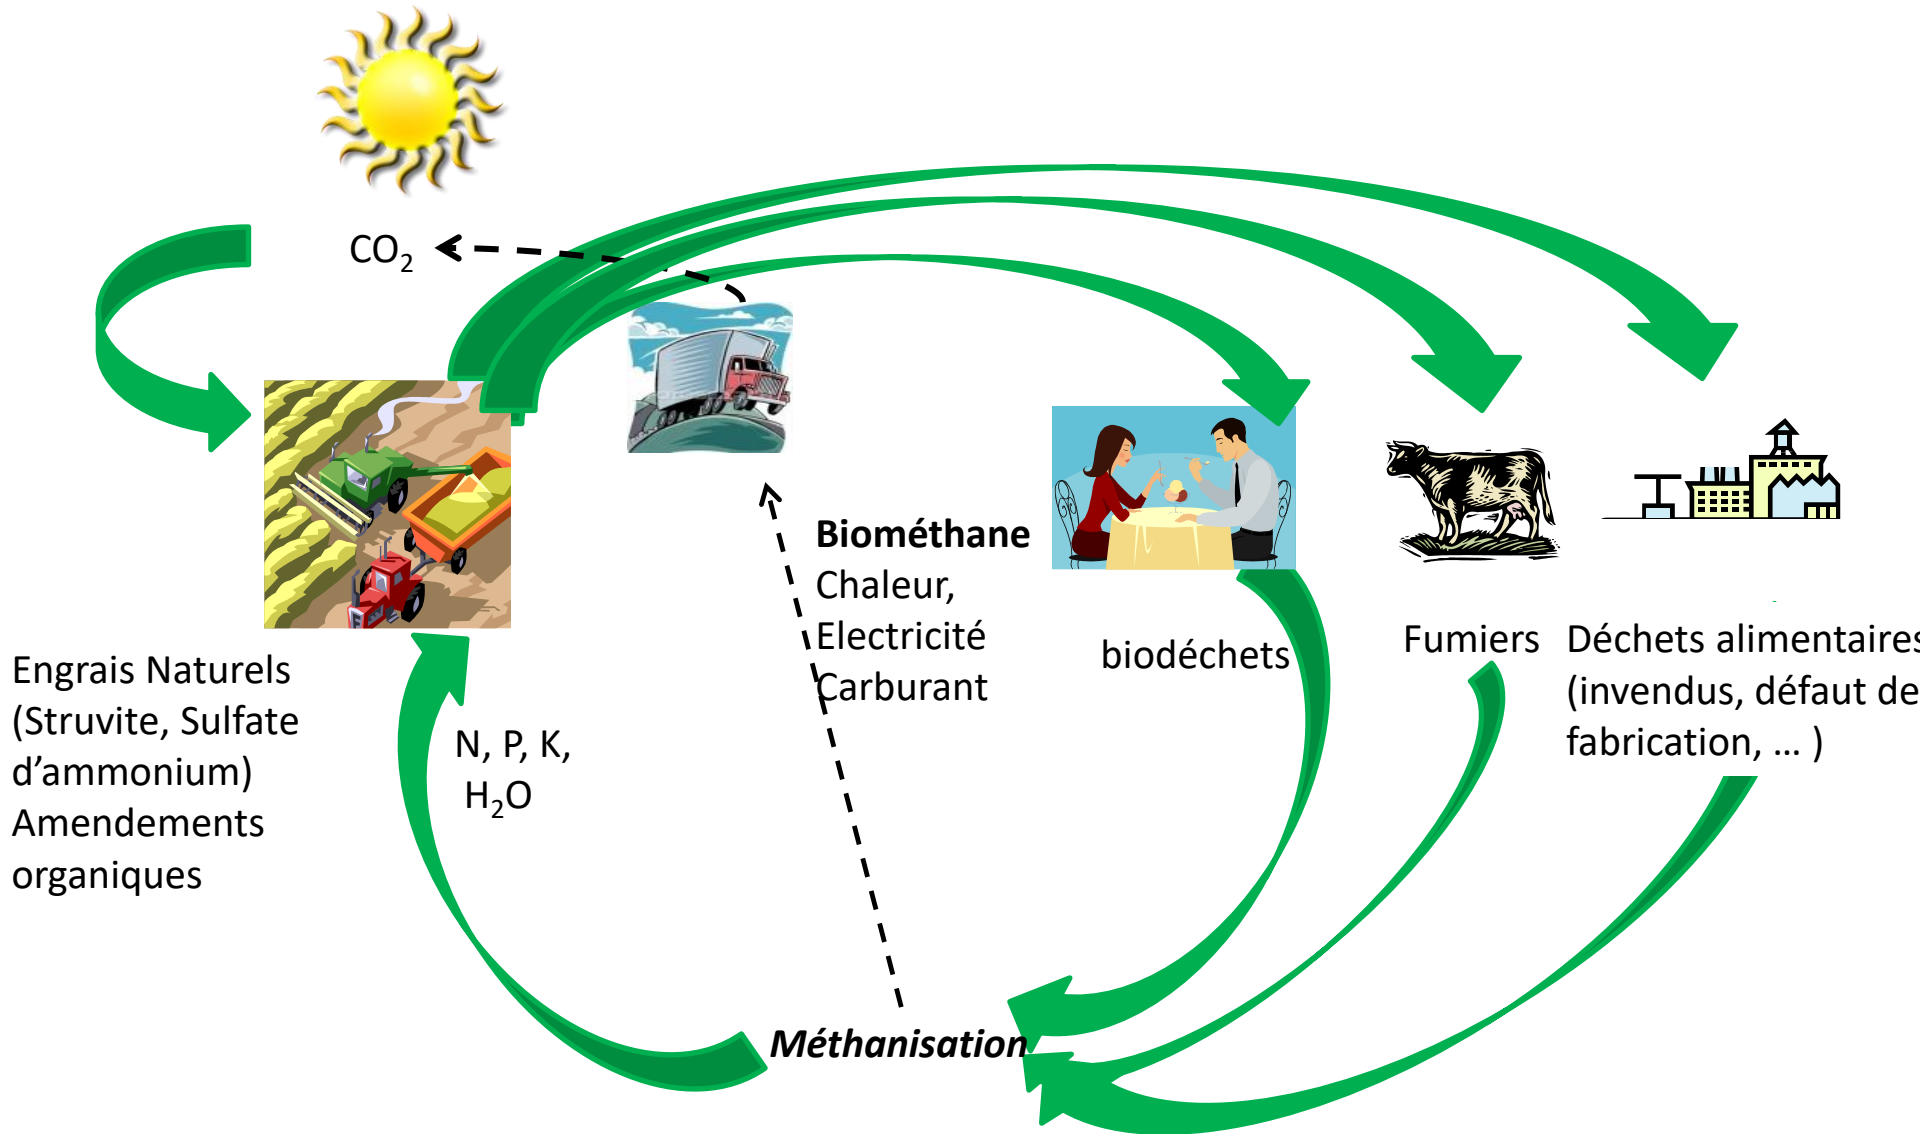 CO₂
Biométhane
Chaleur,
Electricité
Carburant
biodéchets
Fumiers
Déchets alimentaires
(invendus, défaut de
fabrication, ... )
Engrais Naturels
(Struvite, Sulfate
d’ammonium)
Amendements
organiques
N, P, K,
H₂O
Méthanisation